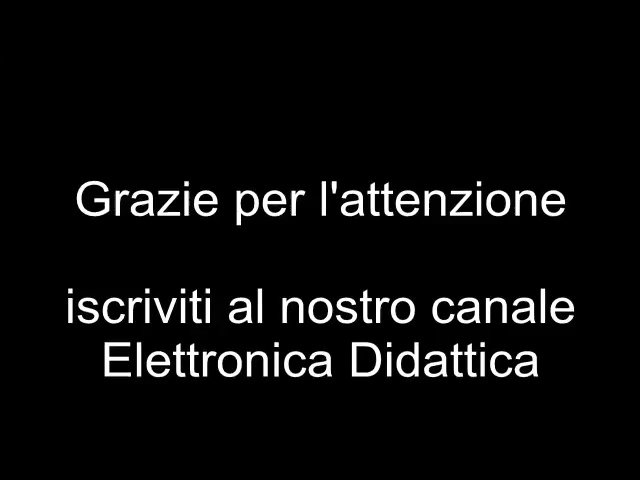 Grazie per l'attenzione
iscriviti al nostro canale
Elettronica Didattica